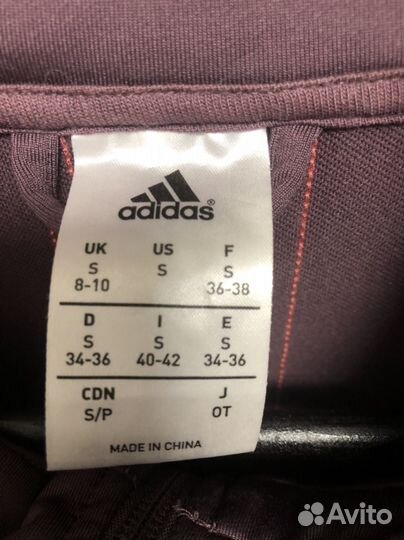 adidas
UK US F
S S S
8-10 36-38
D I E
S S S
34-36 40-42 34-36
CDN J
S/P OT
MADE IN CHINA
Avito